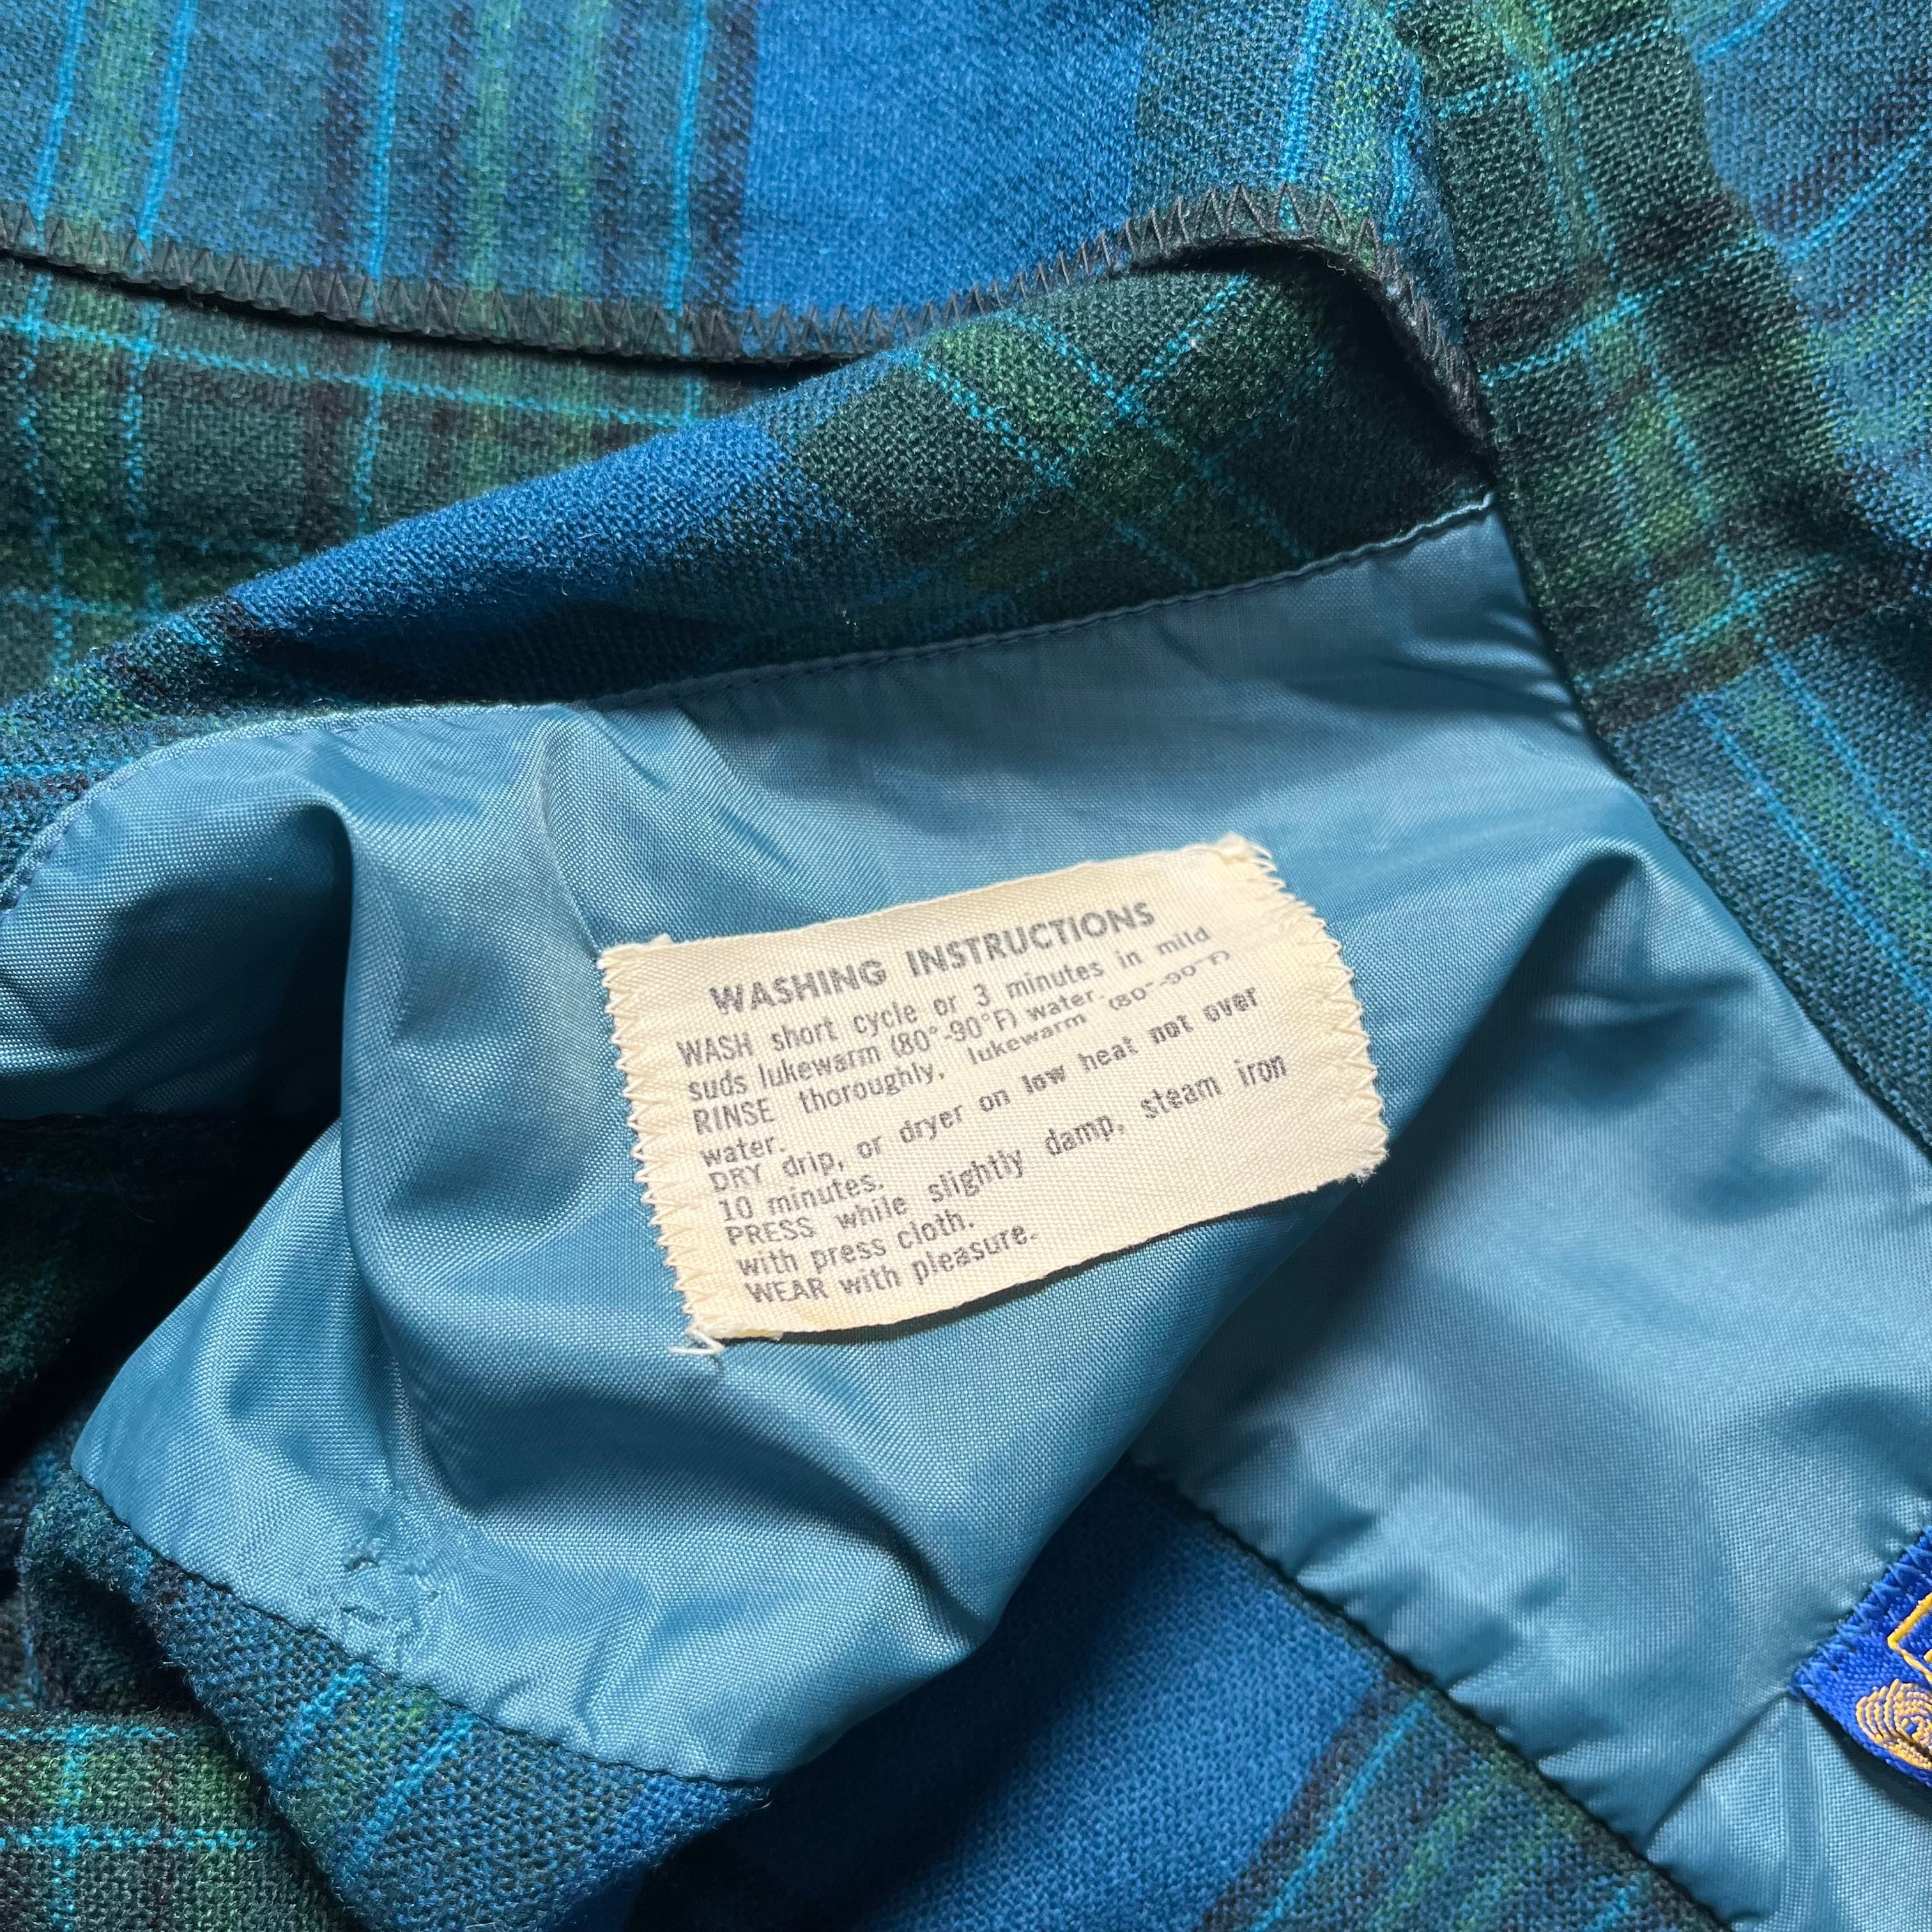 WASHING INSTRUCTIONS
WASH short cycle or 3 minutes in mild
suds lukewarm (80°-90°F) water.
RINSE thoroughly, lukewarm (80°-90°F)
water.
DRY drip, or dryer on low heat not over
10 minutes.
PRESS while slightly damp, steam iron
with press cloth.
WEAR with pleasure.